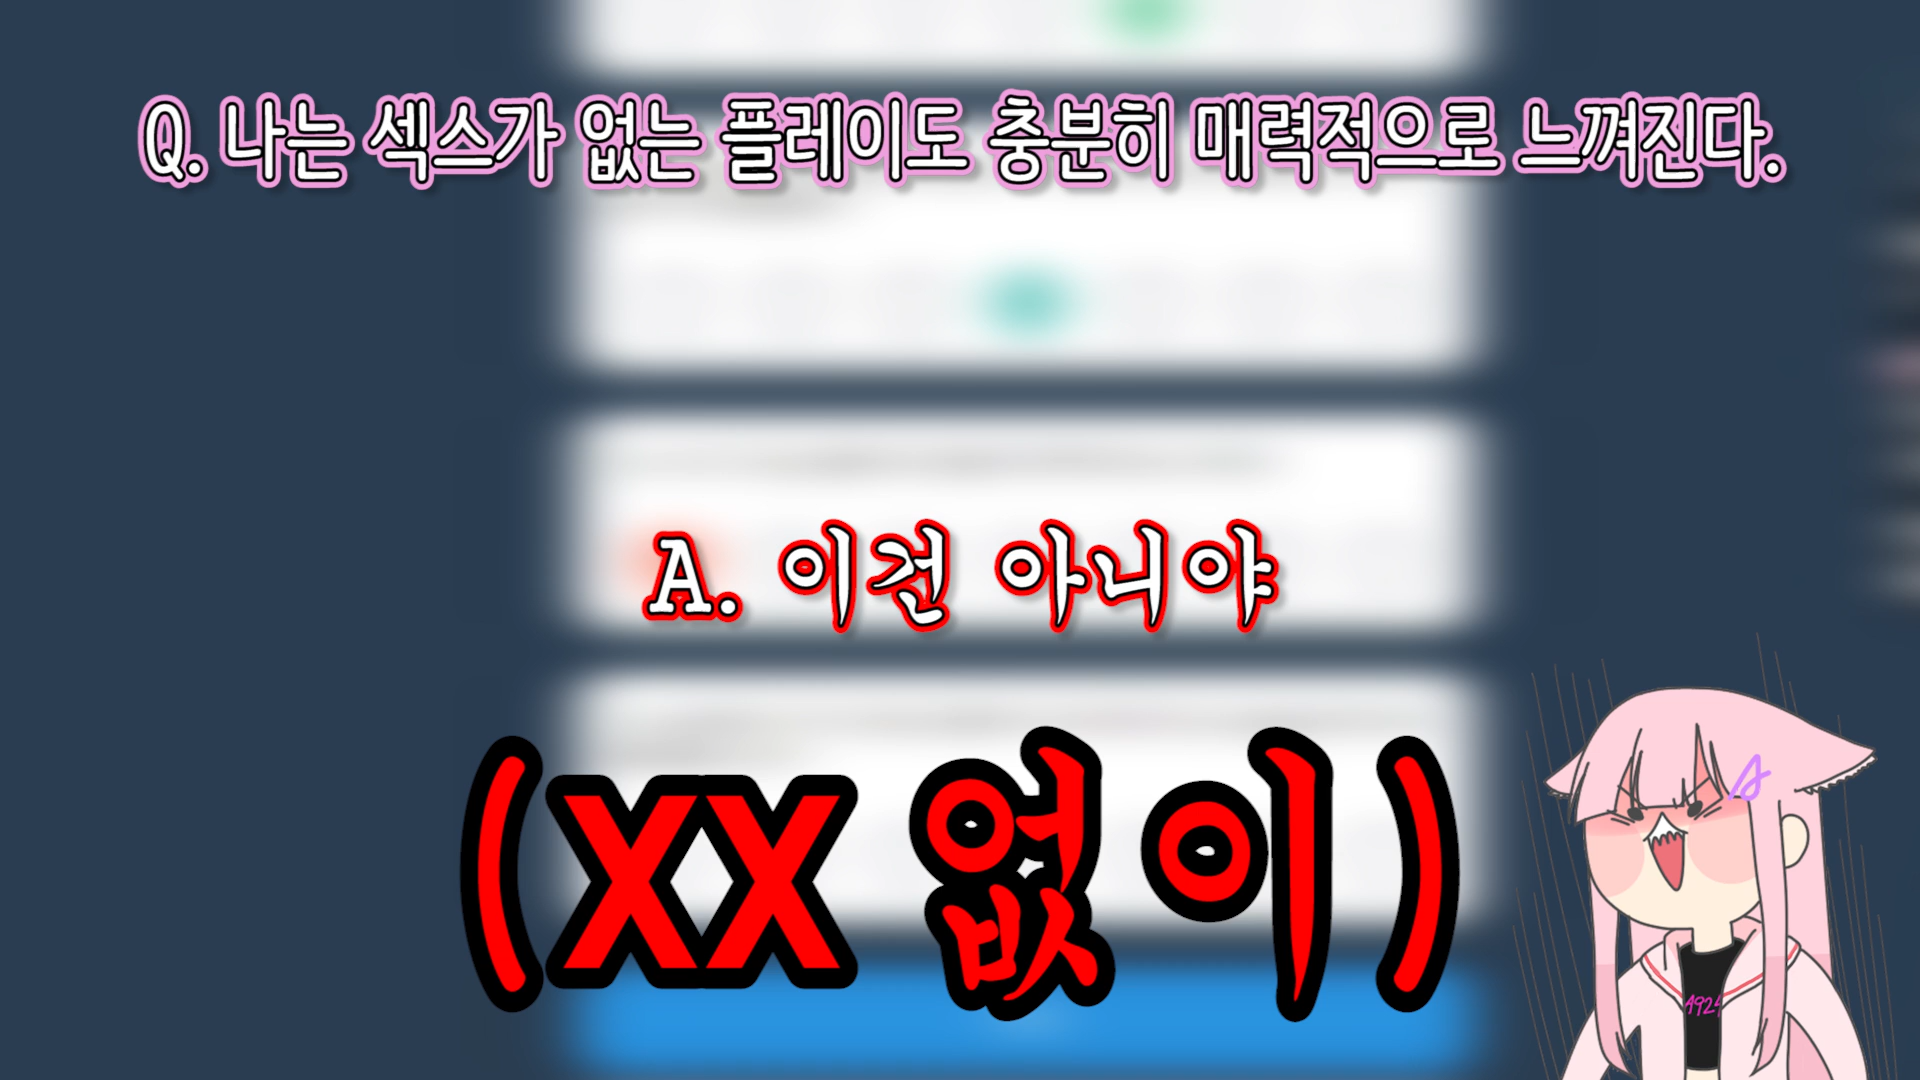 Q. 나는 섹스가 없는 플레이도 충분히 매력적으로 느껴진다.
A. 이건 아니야
(XX 없이)
A
A924